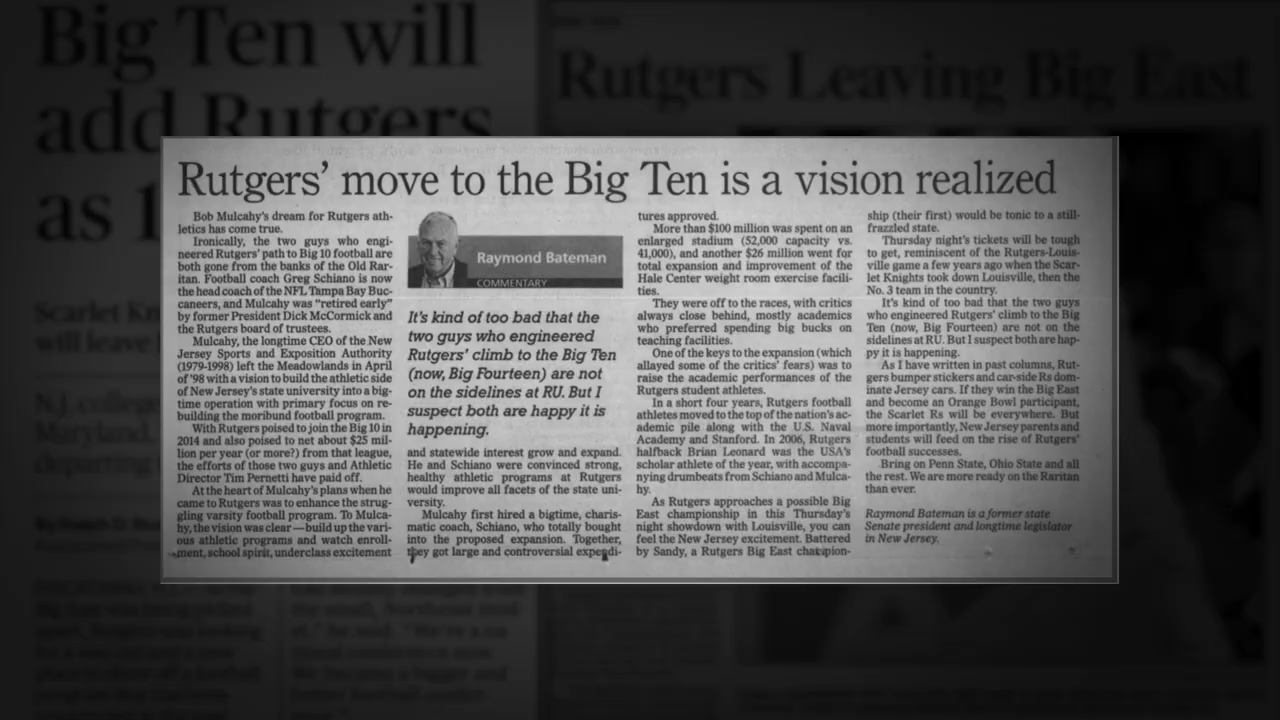 Big Ten will
add Rutgers
as 1
Rutgers Leaving Big East
Scarlet Kn
will leave
N.J. college
Maryland,
departing
Rutgers' move to the Big Ten is a vision realized
Bob Mulcahy's dream for Rutgers ath-
letics has come true.
Ironically, the two guys who engi-
neered Rutgers' path to Big 10 football are
both gone from the banks of the Old Rar-
itan. Football coach Greg Schiano is now
the head coach of the NFL Tampa Bay Buc-
caneers, and Mulcahy was "retired early"
by former President Dick McCormick and
the Rutgers board of trustees.
Mulcahy, the longtime CEO of the New
Jersey Sports and Exposition Authority
(1979-1998) left the Meadowlands in April
of '98 with a vision to build the athletic side
of New Jersey's state university into a big-
time operation with primary focus on re-
building the moribund football program.
With Rutgers poised to join the Big 10 in
2014 and also poised to net about $25 mil-
lion per year (or more?) from that league,
the efforts of those two guys and Athletic
Director Tim Pernetti have paid off.
At the heart of Mulcahy's plans when he
came to Rutgers was to enhance the strug-
gling varsity football program. To Mulca-
hy, the vision was clear — build up the vari-
ous athletic programs and watch enroll-
ment, school spirit, underclass excitement
Raymond Bateman
COMMENTARY
It's kind of too bad that the
two guys who engineered
Rutgers' climb to the Big Ten
(now, Big Fourteen) are not
on the sidelines at RU. But I
suspect both are happy it is
happening.
and statewide interest grow and expand.
He and Schiano were convinced strong,
healthy athletic programs at Rutgers
would improve all facets of the state uni-
versity.
Mulcahy first hired a bigtime, charis-
matic coach, Schiano, who totally bought
into the proposed expansion. Together,
they got large and controversial expendi-
tures approved.
More than $100 million was spent on an
enlarged stadium (52,000 capacity vs.
41,000), and another $26 million went for
total expansion and improvement of the
Hale Center weight room exercise facili-
ties.
They were off to the races, with critics
always close behind, mostly academics
who preferred spending big bucks on
teaching facilities.
One of the keys to the expansion (which
allayed some of the critics' fears) was to
raise the academic performances of the
Rutgers student athletes.
In a short four years, Rutgers football
athletes moved to the top of the nation's ac-
ademic pile along with the U.S. Naval
Academy and Stanford. In 2006, Rutgers
halfback Brian Leonard was the USA's
scholar athlete of the year, with accompa-
nying drumbeats from Schiano and Mulca-
hy.
As Rutgers approaches a possible Big
East championship in this Thursday's
night showdown with Louisville, you can
feel the New Jersey excitement. Battered
by Sandy, a Rutgers Big East champion-
ship (their first) would be tonic to a still-
frazzled state.
Thursday night's tickets will be tough
to get, reminiscent of the Rutgers-Louis-
ville game a few years ago when the Scar-
let Knights took down Louisville, then the
No. 3 team in the country.
It's kind of too bad that the two guys
who engineered Rutgers' climb to the Big
Ten (now, Big Fourteen) are not on the
sidelines at RU. But I suspect both are hap-
py it is happening.
As I have written in past columns, Rut-
gers bumper stickers and car-side Rs dom-
inate Jersey cars. If they win the Big East
and become an Orange Bowl participant,
the Scarlet Rs will be everywhere. But
more importantly, New Jersey parents and
students will feed on the rise of Rutgers'
football successes.
Bring on Penn State, Ohio State and all
the rest. We are more ready on the Raritan
than ever.
Raymond Bateman is a former state
Senate president and longtime legislator
in New Jersey.